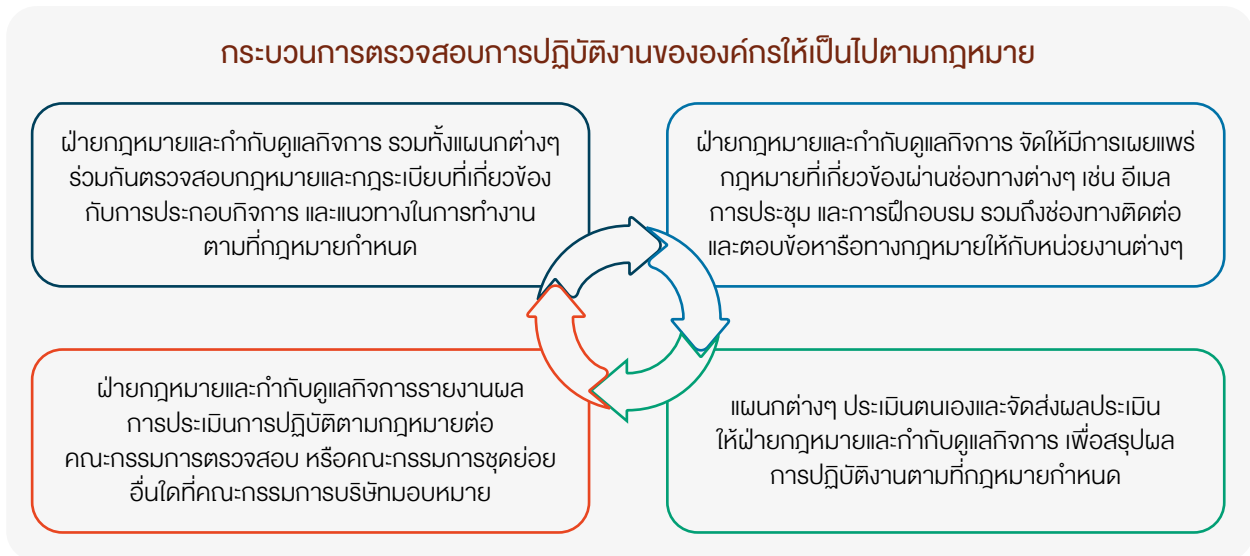 กระบวนการตรวจสอบการปฏิบัติงานขององค์กรให้เป็นไปตามกฎหมาย
ฝ่ายกฎหมายและกำกับดูแลกิจการ รวมทั้งแผนกต่างๆ
ร่วมกันตรวจสอบกฎหมายและกฎระเบียบที่เกี่ยวข้อง
กับการประกอบกิจการ และแนวทางในการทำงาน
ตามที่กฎหมายกำหนด
ฝ่ายกฎหมายและกำกับดูแลกิจการ จัดให้มีการเผยแพร่
กฎหมายที่เกี่ยวข้องผ่านช่องทางต่างๆ เช่น อีเมล
การประชุม และการฝึกอบรม รวมถึงช่องทางติดต่อ
และตอบข้อหารือทางกฎหมายให้กับหน่วยงานต่างๆ
แผนกต่างๆ ประเมินตนเองและจัดส่งผลประเมิน
ให้ฝ่ายกฎหมายและกำกับดูแลกิจการ เพื่อสรุปผล
การปฏิบัติงานตามที่กฎหมายกำหนด
ฝ่ายกฎหมายและกำกับดูแลกิจการรายงานผล
การประเมินการปฏิบัติตามกฎหมายต่อ
คณะกรรมการตรวจสอบ หรือคณะกรรมการชุดย่อย
อื่นใดที่คณะกรรมการบริษัทมอบหมาย